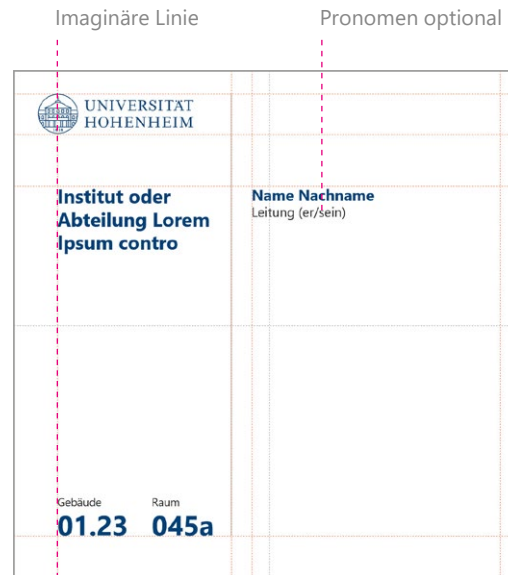 Imaginäre Linie
Pronomen optional
UNIVERSITÄT
HOHENHEIM
Institut oder
Abteilung Lorem
Ipsum contro
Name Nachname
Leitung (er/sein)
Gebäude
Raum
01.23
045a